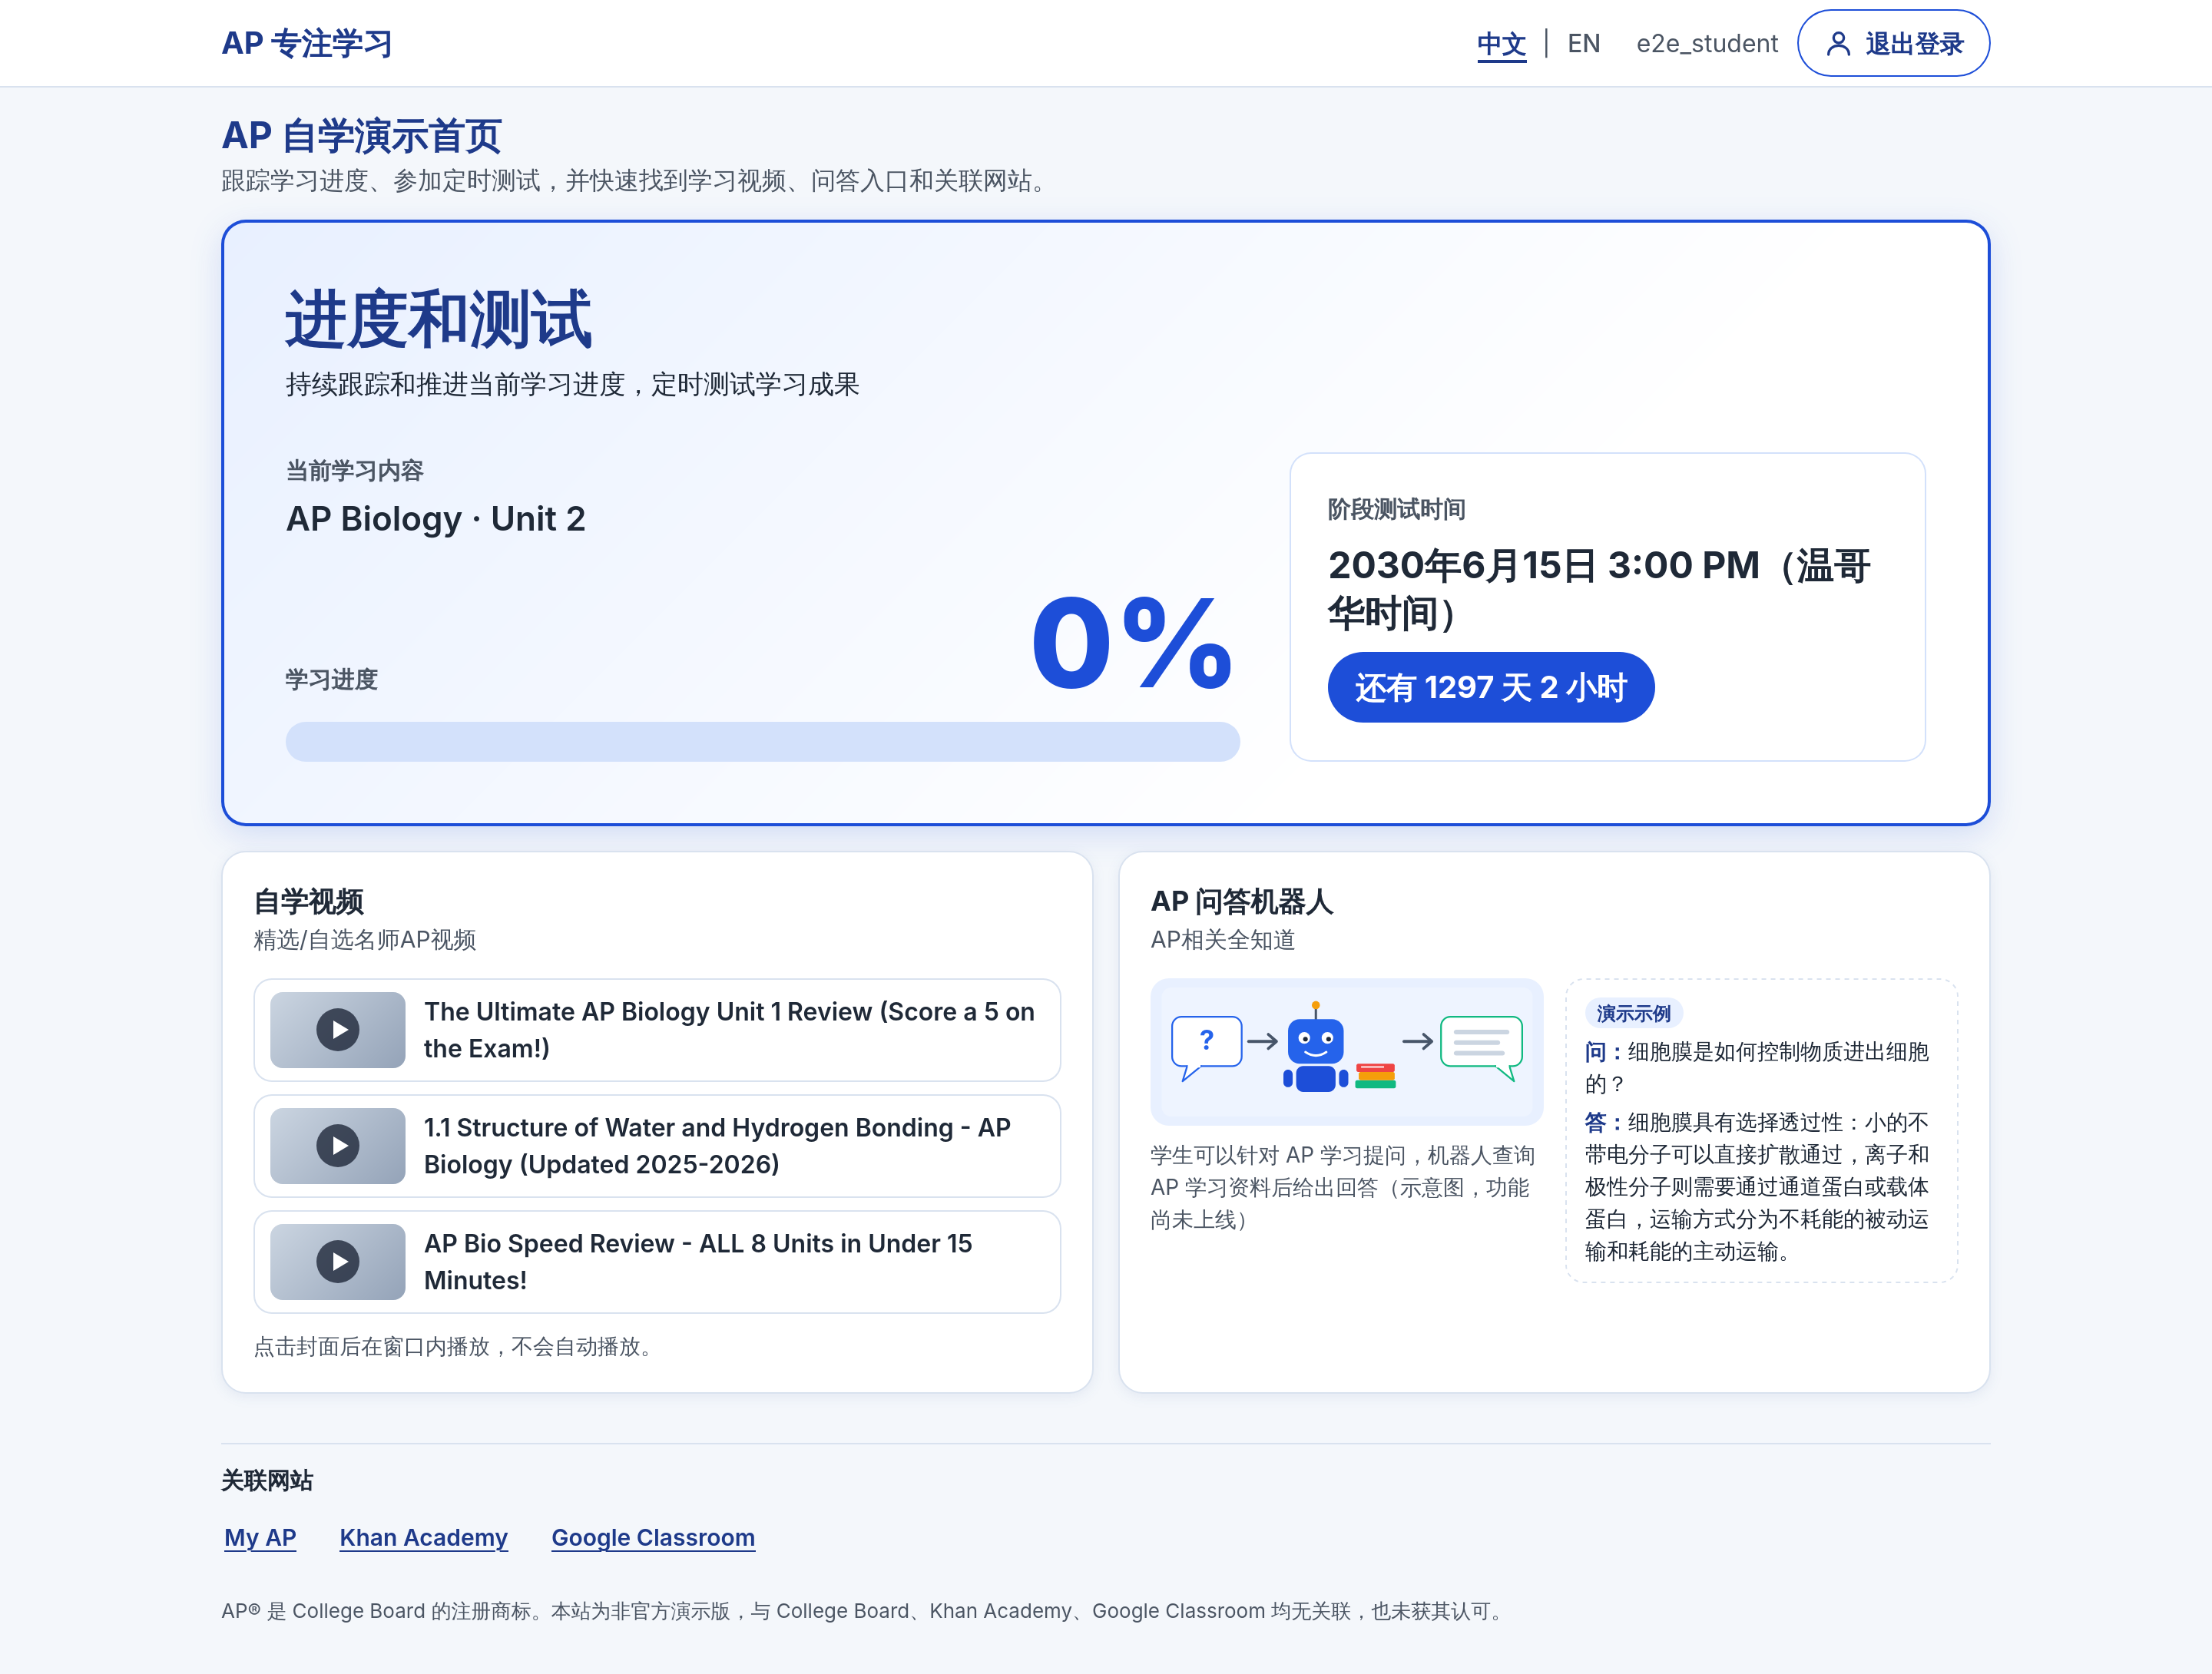 AP 专注学习
中文 | EN e2e_student 退出登录
AP 自学演示首页
跟踪学习进度、参加定时测试，并快速找到学习视频、问答入口和关联网站。
进度和测试
持续跟踪和推进当前学习进度，定时测试学习成果
当前学习内容
AP Biology · Unit 2
学习进度
0%
阶段测试时间
2030年6月15日 3:00 PM（温哥
华时间）
还有 1297 天 2 小时
自学视频
精选/自选名师AP视频
The Ultimate AP Biology Unit 1 Review (Score a 5 on
the Exam!)
1.1 Structure of Water and Hydrogen Bonding - AP
Biology (Updated 2025-2026)
AP Bio Speed Review - ALL 8 Units in Under 15
Minutes!
点击封面后在窗口内播放，不会自动播放。
AP 问答机器人
AP相关全知道
?
学生可以针对 AP 学习提问，机器人查询
AP 学习资料后给出回答（示意图，功能
尚未上线）
演示示例
问：细胞膜是如何控制物质进出细胞
的？
答：细胞膜具有选择透过性：小的不
带电分子可以直接扩散通过，离子和
极性分子则需要通过通道蛋白或载体
蛋白，运输方式分为不耗能的被动运
输和耗能的主动运输。
关联网站
My AP Khan Academy Google Classroom
AP® 是 College Board 的注册商标。本站为非官方演示版，与 College Board、Khan Academy、Google Classroom 均无关联，也未获其认可。